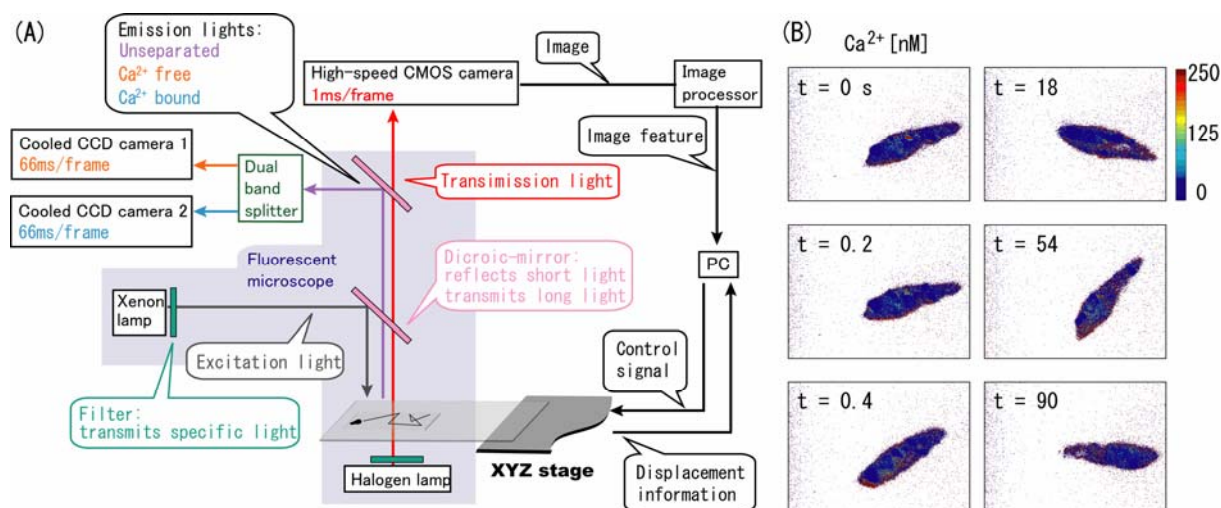 (A)
Emission lights:
Unseparated
Ca²⁺ free
Ca²⁺ bound
Image
High-speed CMOS camera
1ms/frame
Image
processor
Image feature
Cooled CCD camera 1
66ms/frame
Dual
band
splitter
Transimission light
Cooled CCD camera 2
66ms/frame
Fluorescent
microscope
Dicroic-mirror:
reflects short light
transmits long light
PC
Xenon
lamp
Excitation light
Control
signal
Filter:
transmits specific light
XYZ stage
Halogen lamp
Displacement
information
(B)
Ca²⁺ [nM]
t = 0 s
t = 18
250
125
0
t = 0.2
t = 54
t = 0.4
t = 90